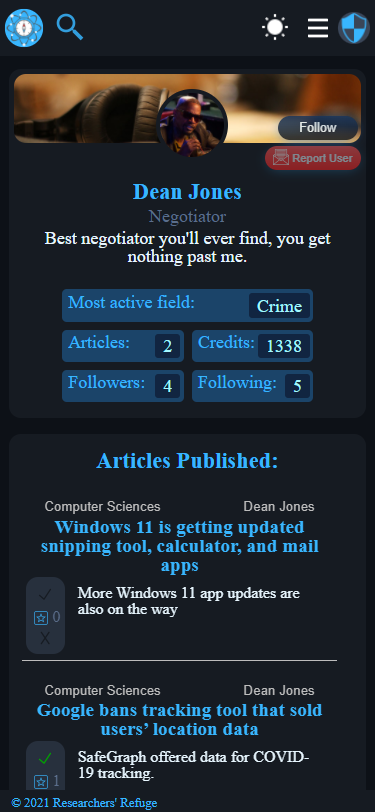 Follow
Report User
Dean Jones
Negotiator
Best negotiator you'll ever find, you get
nothing past me.
Most active field: Crime
Articles: 2 Credits: 1338
Followers: 4 Following: 5
Articles Published:
Computer Sciences Dean Jones
Windows 11 is getting updated
snipping tool, calculator, and mail
apps
More Windows 11 app updates are
also on the way
0
X
Computer Sciences Dean Jones
Google bans tracking tool that sold
users’ location data
SafeGraph offered data for COVID-
19 tracking.
1
© 2021 Researchers' Refuge